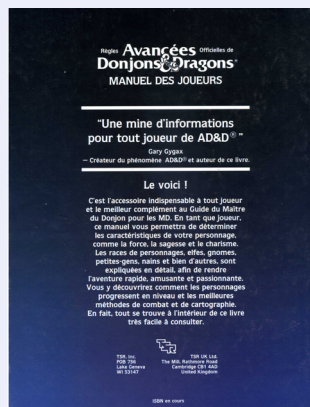 Règles Avancées Officielles de
Donjons & Dragons®
MANUEL DES JOUEURS
"Une mine d'informations
pour tout joueur de AD&D®"
Gary Gygax
— Créateur du phénomène AD&D® et auteur de ce livre.
Le voici !
C'est l'accessoire indispensable à tout joueur
et le meilleur complément au Guide du Maître
du Donjon pour les MD. En tant que joueur,
ce manuel vous permettra de déterminer
les caractéristiques de votre personnage,
comme la force, la sagesse et le charisme.
Les races de personnages, elfes, gnomes,
petites-gens, nains et bien d'autres, sont
expliquées en détail, afin de rendre
l'aventure rapide, amusante et passionnante.
Vous y découvrirez comment les personnages
progressent en niveau et les meilleures
méthodes de combat et de cartographie.
En fait, tout se trouve à l'intérieur de ce livre
très facile à consulter.
TSR
TSR, Inc.
POB 756
Lake Geneva
WI 53147
TSR UK Ltd.
The Mill, Rathmore Road
Cambridge CB1 4AD
United Kingdom
ISBN en cours